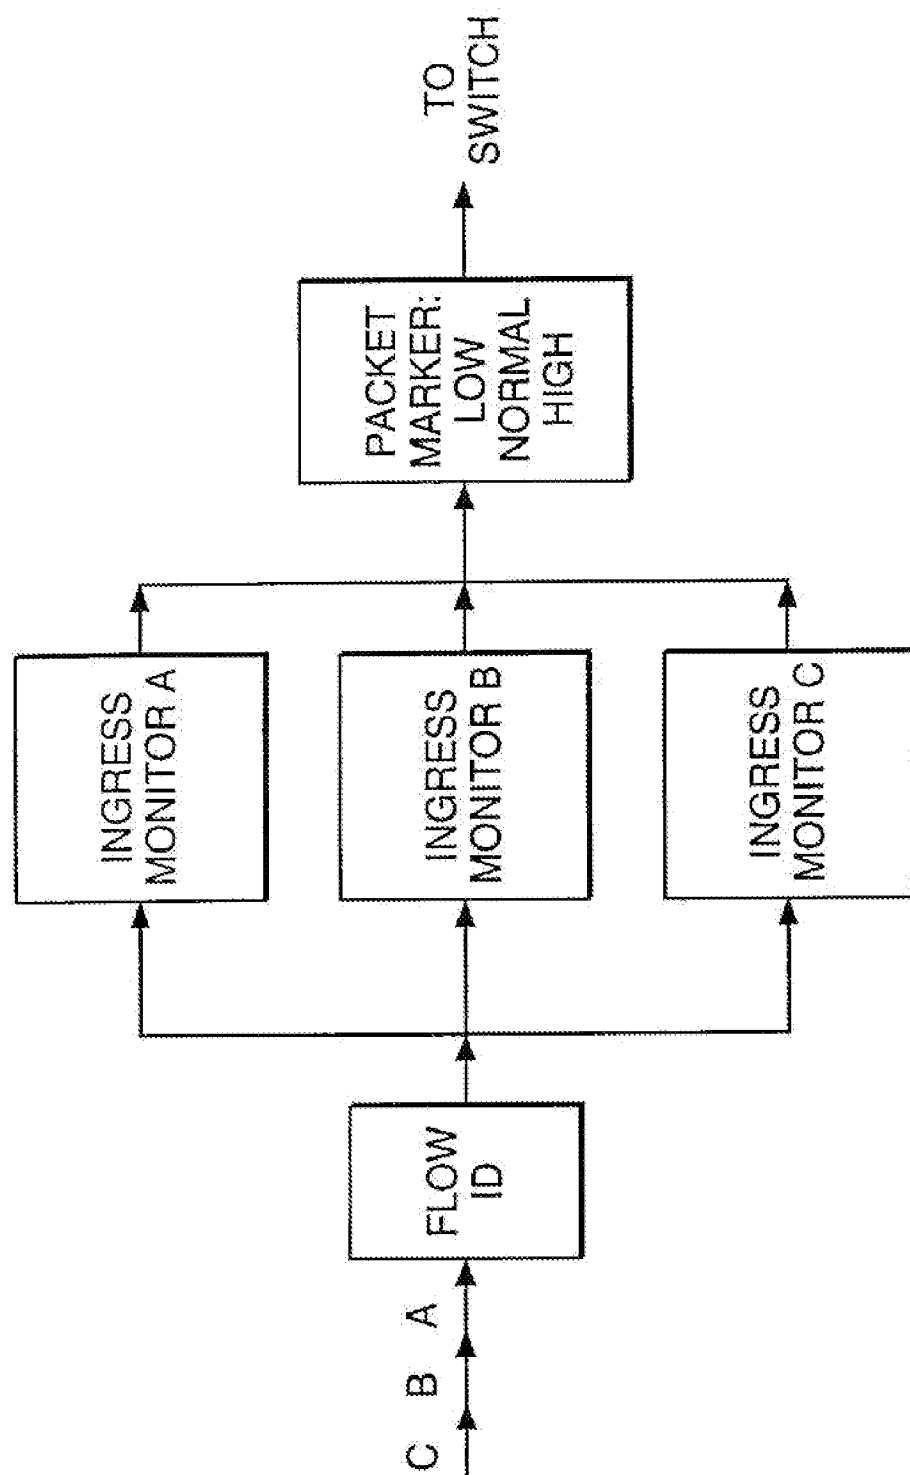 C B A
FLOW
ID
INGRESS
MONITOR A
INGRESS
MONITOR B
INGRESS
MONITOR C
PACKET
MARKER:
LOW
NORMAL
HIGH
TO
SWITCH